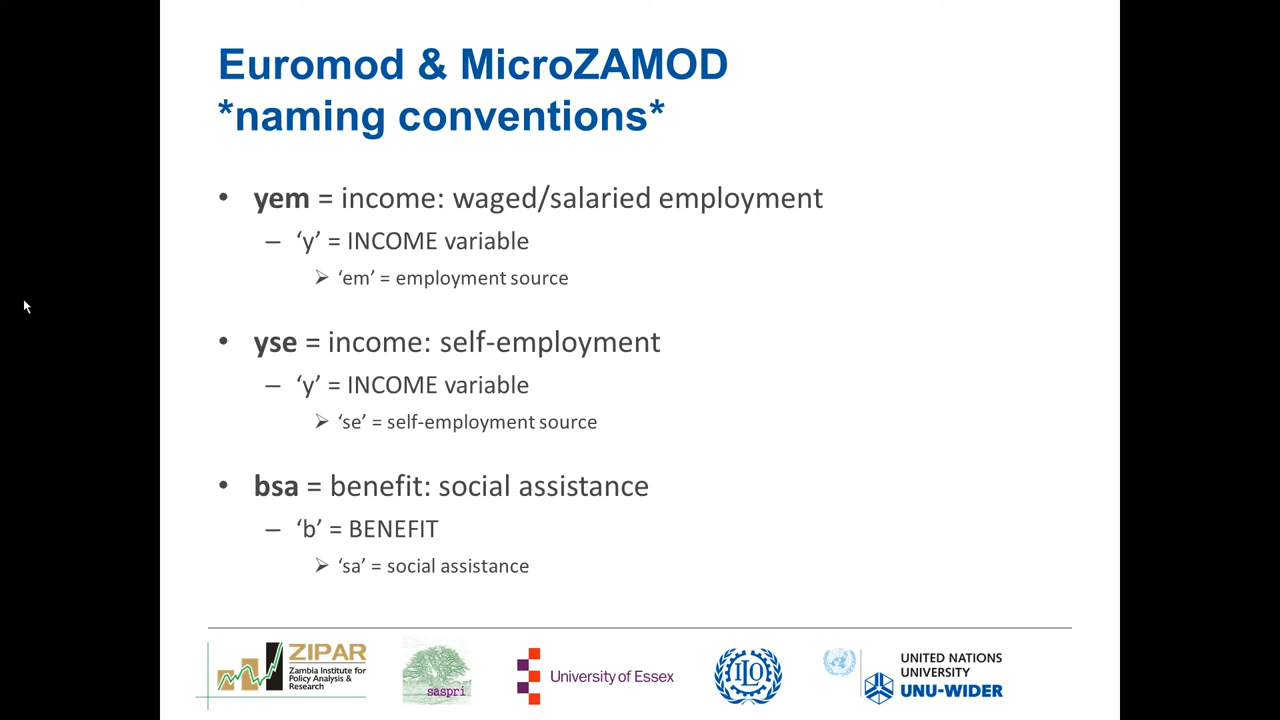 Euromod & MicroZAMOD
*naming conventions*
• yem = income: waged/salaried employment
– ‘y’ = INCOME variable
➢ ‘em’ = employment source
• yse = income: self-employment
– ‘y’ = INCOME variable
➢ ‘se’ = self-employment source
• bsa = benefit: social assistance
– ‘b’ = BENEFIT
➢ ‘sa’ = social assistance
ZIPAR
Zambia Institute for
Policy Analysis &
Research
saspri
University of Essex
ILO
UNITED NATIONS
UNIVERSITY
UNU-WIDER